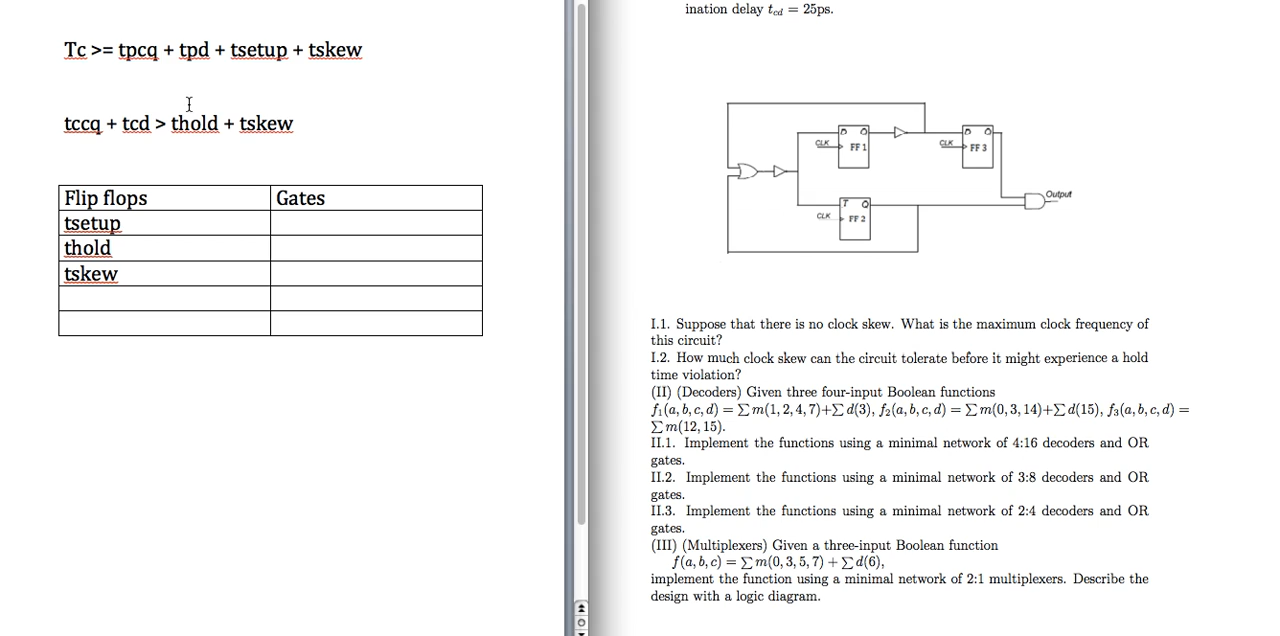 Tc >= tpcq + tpd + tsetup + tskew
tccq + tcd > thold + tskew
Flip flops Gates
tsetup
thold
tskew
ination delay tcd = 25ps.
D Q
CLK FF 1
D Q
CLK FF 3
T Q
CLK FF 2
Output
I.1. Suppose that there is no clock skew. What is the maximum clock frequency of
this circuit?
I.2. How much clock skew can the circuit tolerate before it might experience a hold
time violation?
(II) (Decoders) Given three four-input Boolean functions
f₁(a, b, c, d) = ∑m(1, 2, 4, 7)+∑d(3), f₂(a, b, c, d) = ∑m(0, 3, 14)+∑d(15), f₃(a, b, c, d) =
∑m(12, 15).
II.1. Implement the functions using a minimal network of 4:16 decoders and OR
gates.
II.2. Implement the functions using a minimal network of 3:8 decoders and OR
gates.
II.3. Implement the functions using a minimal network of 2:4 decoders and OR
gates.
(III) (Multiplexers) Given a three-input Boolean function
f(a, b, c) = ∑m(0, 3, 5, 7) + ∑d(6),
implement the function using a minimal network of 2:1 multiplexers. Describe the
design with a logic diagram.